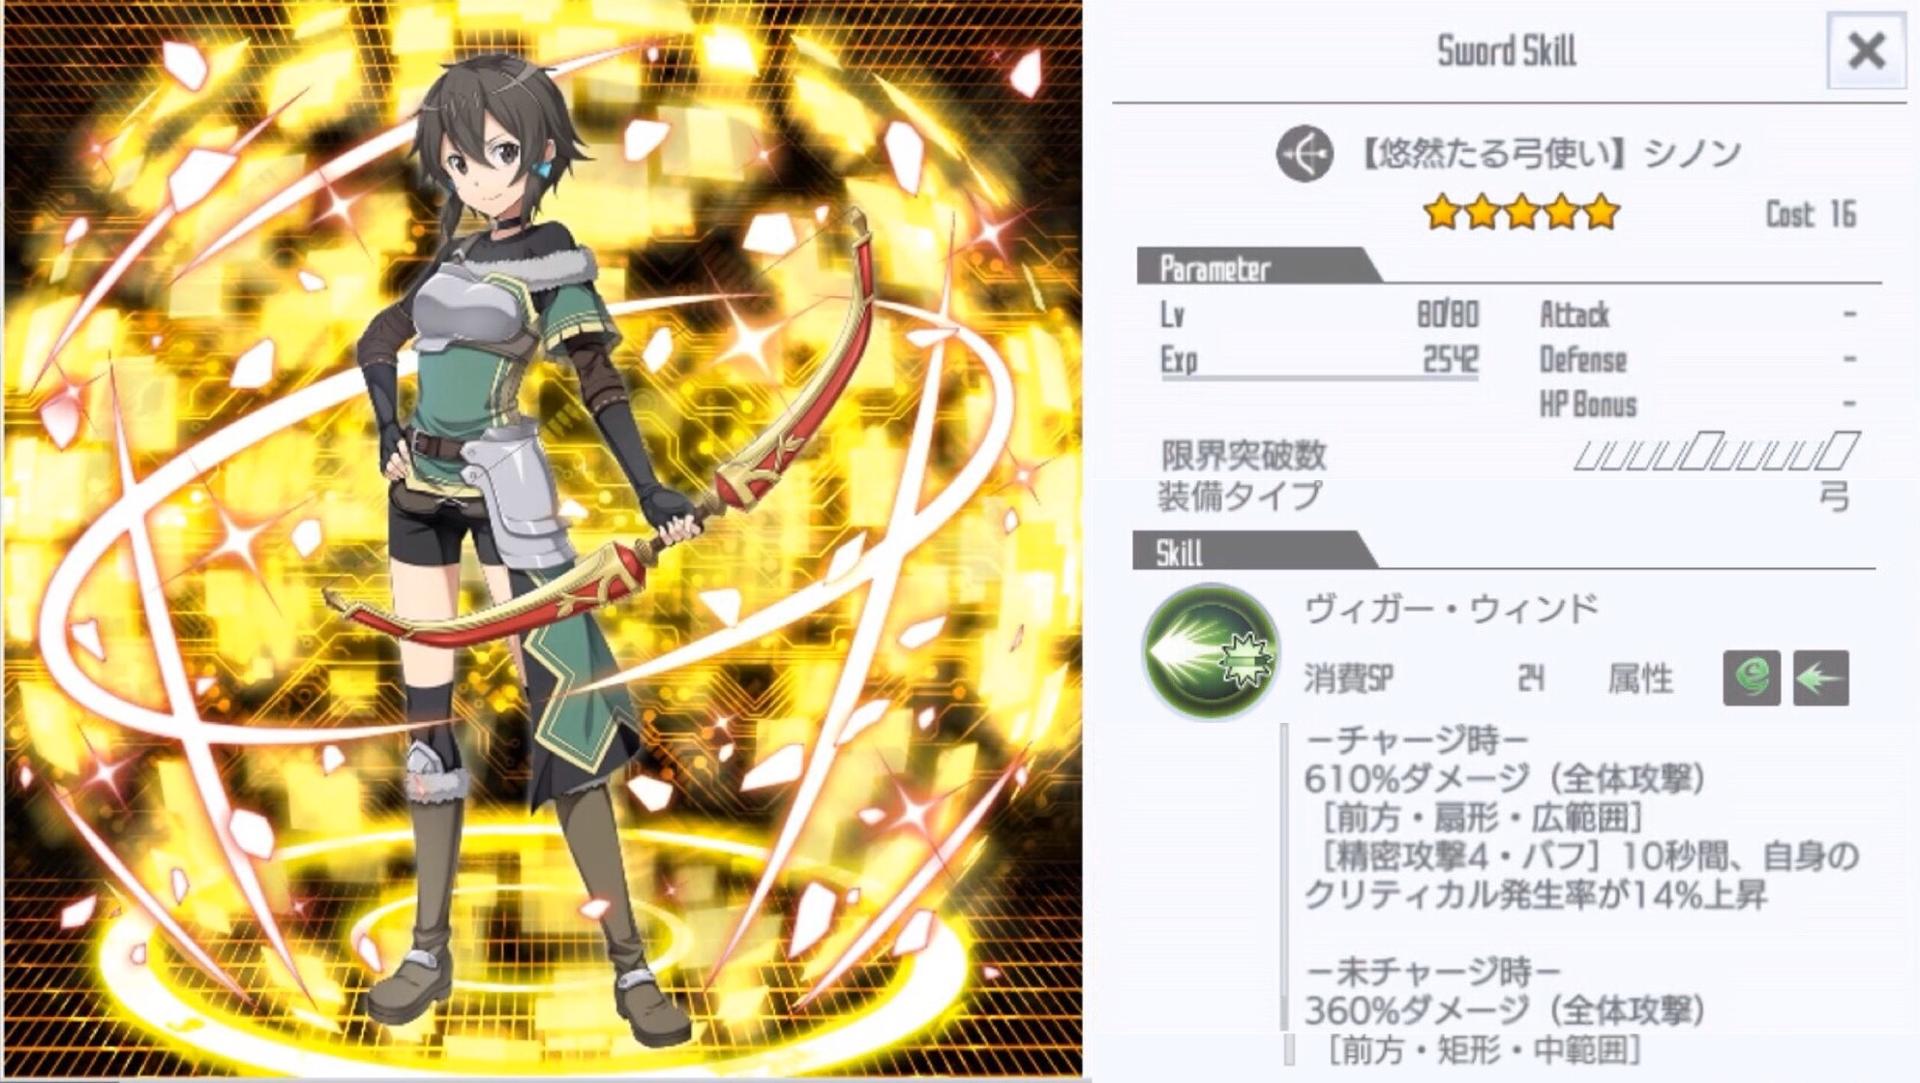 Sword Skill
【悠然たる弓使い】シノン
Cost 16
Parameter
Lv 80/80 Attack -
Exp 2542 Defense -
HP Bonus -
限界突破数
装備タイプ 弓
Skill
ヴィガー・ウィンド
消費SP 24 属性
－チャージ時－
610%ダメージ（全体攻撃）
［前方・扇形・広範囲］
［精密攻撃4・バフ］10秒間、自身の
クリティカル発生率が14%上昇
－未チャージ時－
360%ダメージ（全体攻撃）
［前方・矩形・中範囲］